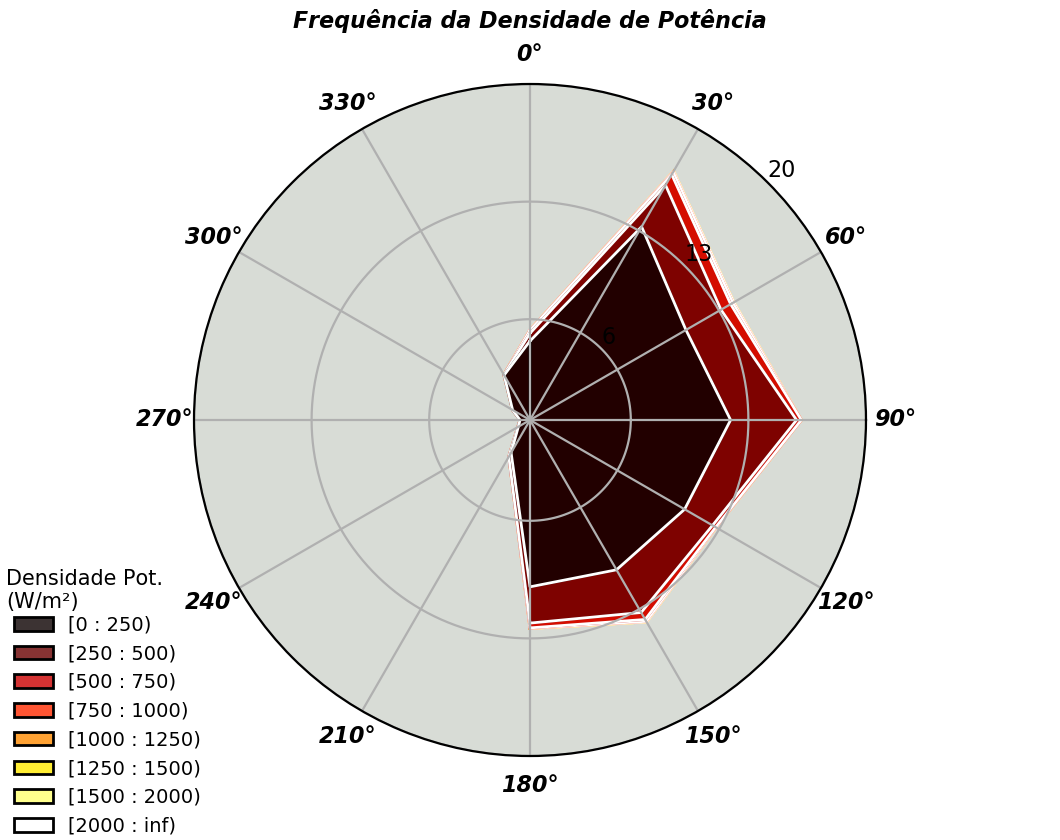 Frequência da Densidade de Potência
0°
330°
30°
20
300°
60°
13
6
270°
90°
240°
120°
210°
150°
180°
Densidade Pot.
(W/m²)
[0 : 250)
[250 : 500)
[500 : 750)
[750 : 1000)
[1000 : 1250)
[1250 : 1500)
[1500 : 2000)
[2000 : inf)